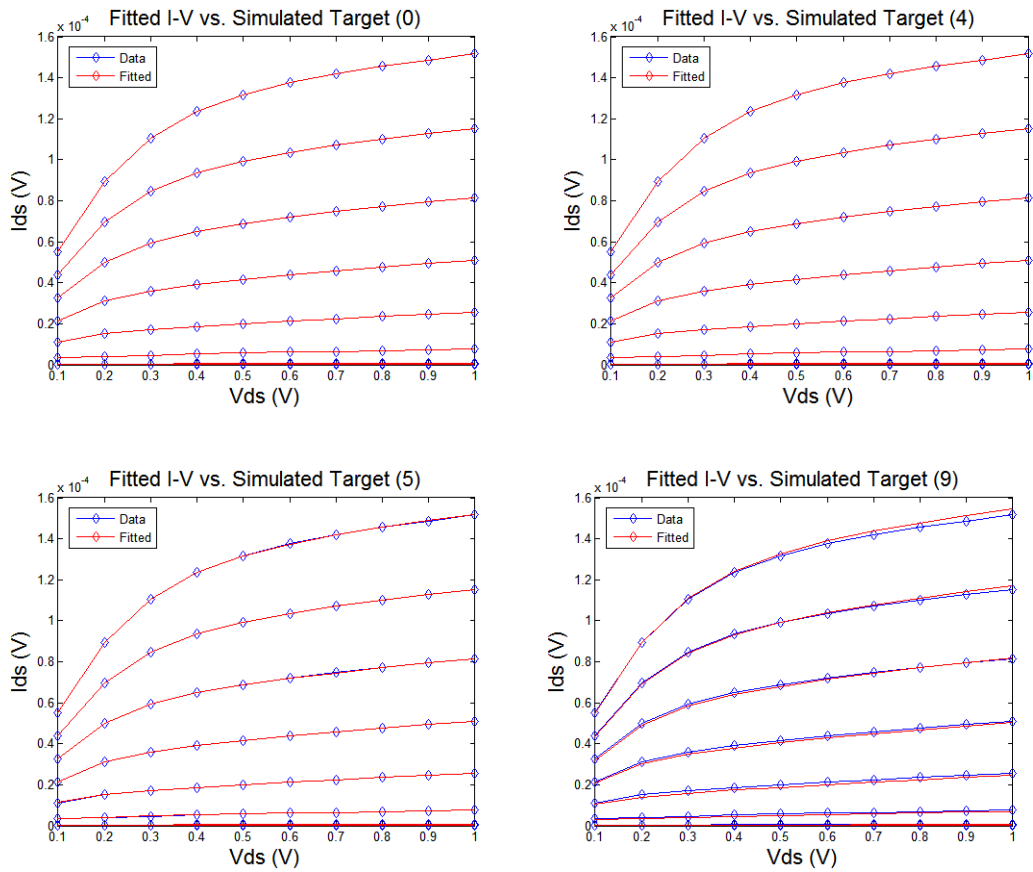 Fitted I-V vs. Simulated Target (0)
x 10⁻⁴
1.6
1.4
1.2
1
0.8
0.6
0.4
0.2
0
Ids (V)
Data
Fitted
0.1 0.2 0.3 0.4 0.5 0.6 0.7 0.8 0.9 1
Vds (V)
Fitted I-V vs. Simulated Target (4)
x 10⁻⁴
1.6
1.4
1.2
1
0.8
0.6
0.4
0.2
0
Ids (V)
Data
Fitted
0.1 0.2 0.3 0.4 0.5 0.6 0.7 0.8 0.9 1
Vds (V)
Fitted I-V vs. Simulated Target (5)
x 10⁻⁴
1.6
1.4
1.2
1
0.8
0.6
0.4
0.2
0
Ids (V)
Data
Fitted
0.1 0.2 0.3 0.4 0.5 0.6 0.7 0.8 0.9 1
Vds (V)
Fitted I-V vs. Simulated Target (9)
x 10⁻⁴
1.6
1.4
1.2
1
0.8
0.6
0.4
0.2
0
Ids (V)
Data
Fitted
0.1 0.2 0.3 0.4 0.5 0.6 0.7 0.8 0.9 1
Vds (V)